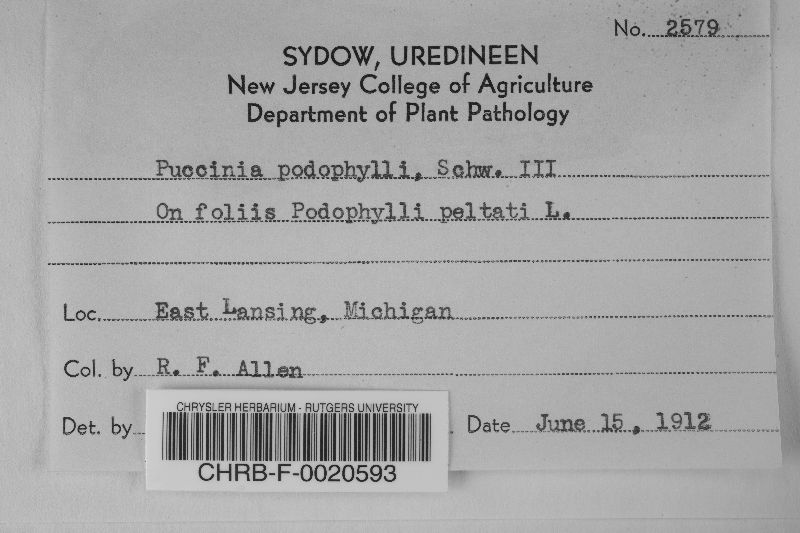 No. 2579
SYDOW, UREDINEEN
New Jersey College of Agriculture
Department of Plant Pathology
Puccinia podophylli, Schw. III
On foliis Podophylli peltati L.
Loc. East Lansing, Michigan
Col. by R. F. Allen
Det. by
Date June 15, 1912
CHRYSLER HERBARIUM - RUTGERS UNIVERSITY
CHRB-F-0020593